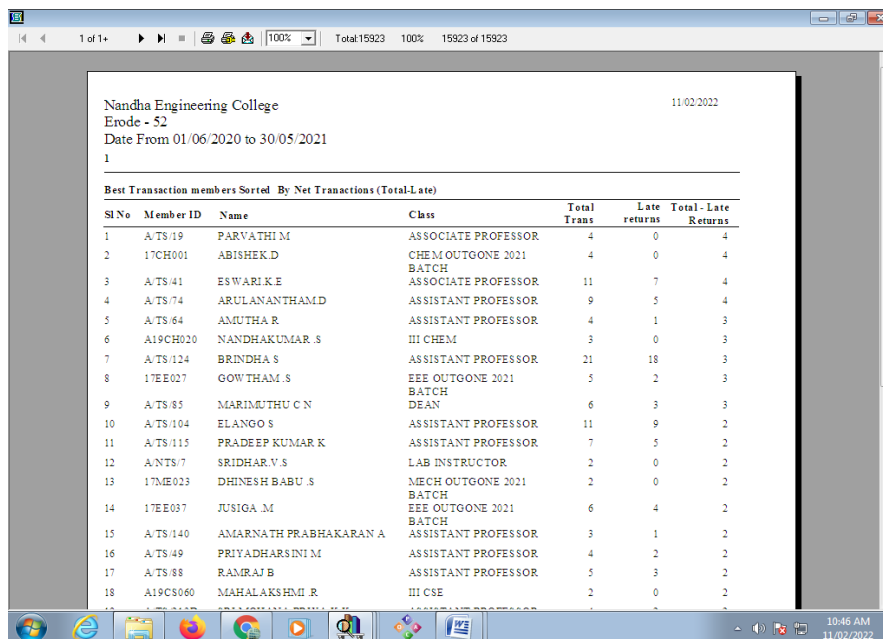 1 of 1+ 100% Total:15923 100% 15923 of 15923
Nandha Engineering College 11/02/2022
Erode - 52
Date From 01/06/2020 to 30/05/2021
1
Best Transaction members Sorted By Net Tranactions (Total-Late)
Sl No Member ID Name Class Total Trans Late returns Total - Late Returns
1 A/TS/19 PARVATHI M ASSOCIATE PROFESSOR 4 0 4
2 17CH001 ABISHEK.D CHEM OUTGONE 2021 BATCH 4 0 4
3 A/TS/41 ESWARI.K.E ASSOCIATE PROFESSOR 11 7 4
4 A/TS/74 ARULANANTHAM.D ASSISTANT PROFESSOR 9 5 4
5 A/TS/64 AMUTHA R ASSISTANT PROFESSOR 4 1 3
6 A19CH020 NANDHAKUMAR .S III CHEM 3 0 3
7 A/TS/124 BRINDHA S ASSISTANT PROFESSOR 21 18 3
8 17EE027 GOWTHAM .S EEE OUTGONE 2021 BATCH 5 2 3
9 A/TS/85 MARIMUTHU C N DEAN 6 3 3
10 A/TS/104 ELANGO S ASSISTANT PROFESSOR 11 9 2
11 A/TS/115 PRADEEP KUMAR K ASSISTANT PROFESSOR 7 5 2
12 A/NTS/7 SRIDHAR.V.S LAB INSTRUCTOR 2 0 2
13 17ME023 DHINESH BABU .S MECH OUTGONE 2021 BATCH 2 0 2
14 17EE037 JUSIGA .M EEE OUTGONE 2021 BATCH 6 4 2
15 A/TS/140 AMARNATH PRABHAKARAN A ASSISTANT PROFESSOR 3 1 2
16 A/TS/49 PRIYADHARSINI M ASSISTANT PROFESSOR 4 2 2
17 A/TS/88 RAMRAJ B ASSISTANT PROFESSOR 5 3 2
18 A19CS060 MAHALAKSHMI .R III CSE 2 0 2
10:46 AM
11/02/2022